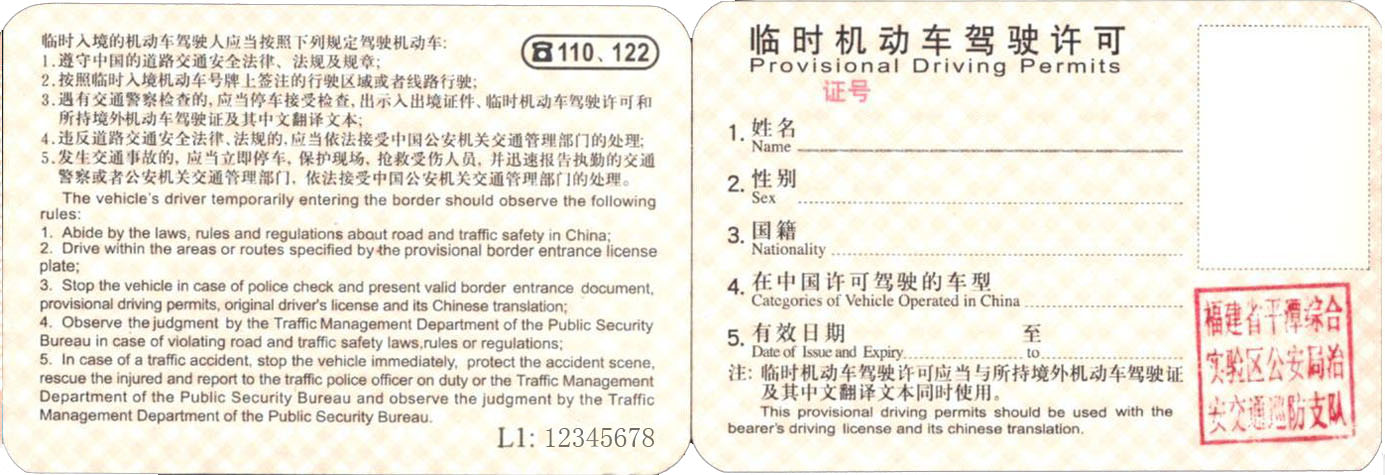 临时入境的机动车驾驶人应当按照下列规定驾驶机动车:
☎110、122
1.遵守中国的道路交通安全法律、法规及规章;
2.按照临时入境机动车号牌上签注的行驶区域或者线路行驶;
3.遇有交通警察检查的,应当停车接受检查,出示入出境证件、临时机动车驾驶许可和
所持境外机动车驾驶证及其中文翻译文本;
4.违反道路交通安全法律、法规的,应当依法接受中国公安机关交通管理部门的处理;
5.发生交通事故的,应当立即停车,保护现场、抢救受伤人员,并迅速报告执勤的交通
警察或者公安机关交通管理部门,依法接受中国公安机关交通管理部门的处理。
The vehicle's driver temporarily entering the border should observe the following
rules:
1. Abide by the laws, rules and regulations about road and traffic safety in China;
2. Drive within the areas or routes specified by the provisional border entrance license
plate;
3. Stop the vehicle in case of police check and present valid border entrance document,
provisional driving permits, original driver's license and its Chinese translation;
4. Observe the judgment by the Traffic Management Department of the Public Security
Bureau in case of violating road and traffic safety laws,rules or regulations;
5. In case of a traffic accident, stop the vehicle immediately, protect the accident scene,
rescue the injured and report to the traffic police officer on duty or the Traffic Management
Department of the Public Security Bureau and observe the judgment by the Traffic
Management Department of the Public Security Bureau.
L1: 12345678
临时机动车驾驶许可
Provisional Driving Permits
证号
1. 姓名
Name
2. 性别
Sex
3. 国籍
Nationality
4. 在中国许可驾驶的车型
Categories of Vehicle Operated in China
5. 有效日期 至
Date of Issue and Expiry to
注: 临时机动车驾驶许可应当与所持境外机动车驾驶证
及其中文翻译文本同时使用。
This provisional driving permits should be used with the
bearer's driving license and its chinese translation.
福建省平潭综合
实验区公安局治
安交通巡防支队